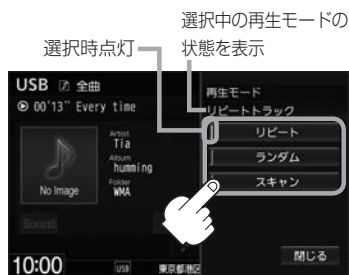 選択中の再生モードの
選択時点灯
状態を表示
USB 全曲
00'13" Every time
再生モード
リピートトラック
Artist
Tia
Album
humming
Folder
WMA
No Image
リピート
ランダム
スキャン
Sound
閉じる
10:00
USB
東京都港区